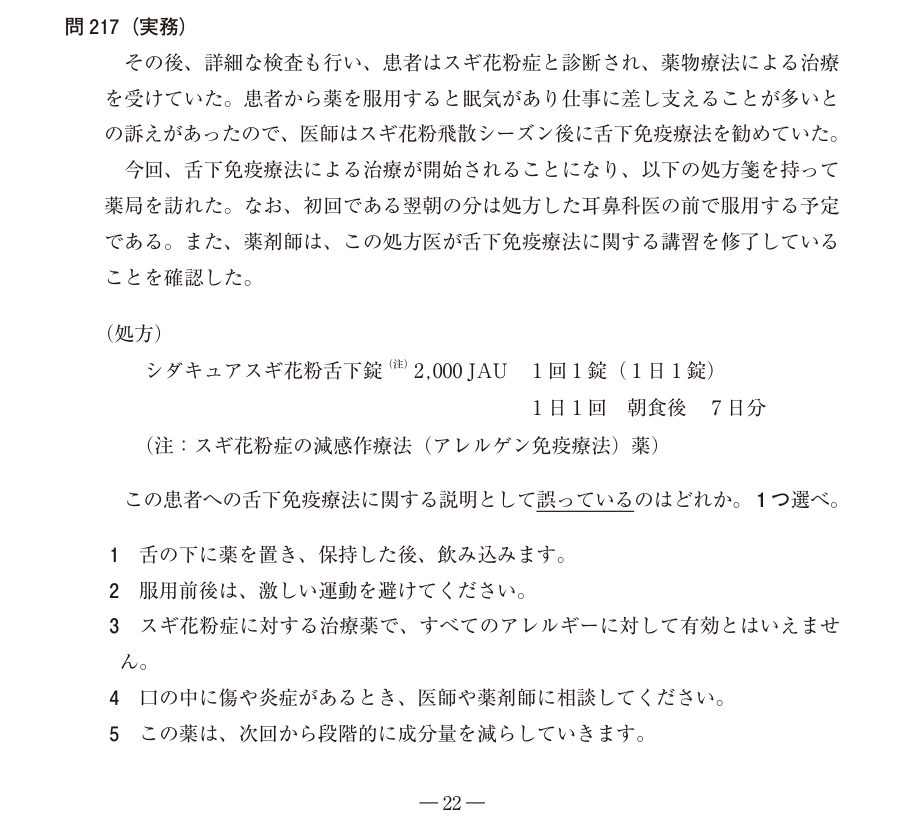 問 217（実務）
その後、詳細な検査も行い、患者はスギ花粉症と診断され、薬物療法による治療
を受けていた。患者から薬を服用すると眠気があり仕事に差し支えることが多いと
の訴えがあったので、医師はスギ花粉飛散シーズン後に舌下免疫療法を勧めていた。
今回、舌下免疫療法による治療が開始されることになり、以下の処方箋を持って
薬局を訪れた。なお、初回である翌朝の分は処方した耳鼻科医の前で服用する予定
である。また、薬剤師は、この処方医が舌下免疫療法に関する講習を修了している
ことを確認した。
（処方）
シダキュアスギ花粉舌下錠（注）2,000 JAU　1回1錠（1日1錠）
1日1回　朝食後　7日分
（注：スギ花粉症の減感作療法（アレルゲン免疫療法）薬）
この患者への舌下免疫療法に関する説明として誤っているのはどれか。1つ選べ。
1　舌の下に薬を置き、保持した後、飲み込みます。
2　服用前後は、激しい運動を避けてください。
3　スギ花粉症に対する治療薬で、すべてのアレルギーに対して有効とはいえませ
ん。
4　口の中に傷や炎症があるとき、医師や薬剤師に相談してください。
5　この薬は、次回から段階的に成分量を減らしていきます。
― 22 ―